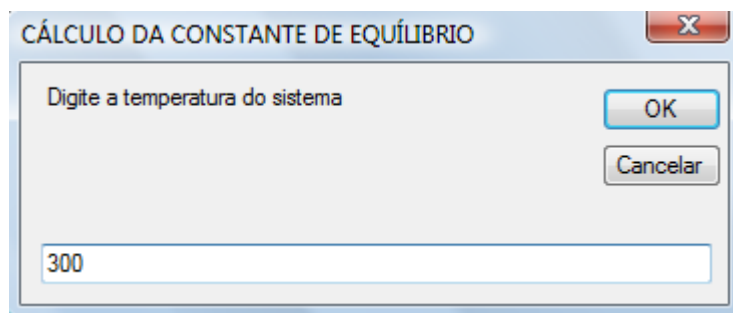 CÁLCULO DA CONSTANTE DE EQUÍLIBRIO
Digite a temperatura do sistema
OK
Cancelar
300